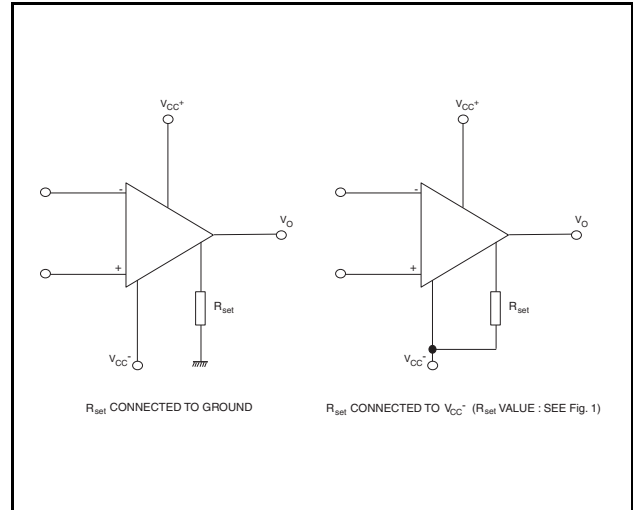 VCC+
VCC+
-
-
VO
VO
+
+
Rset
Rset
VCC-
VCC-
Rset CONNECTED TO GROUND
Rset CONNECTED TO VCC- (Rset VALUE : SEE Fig. 1)